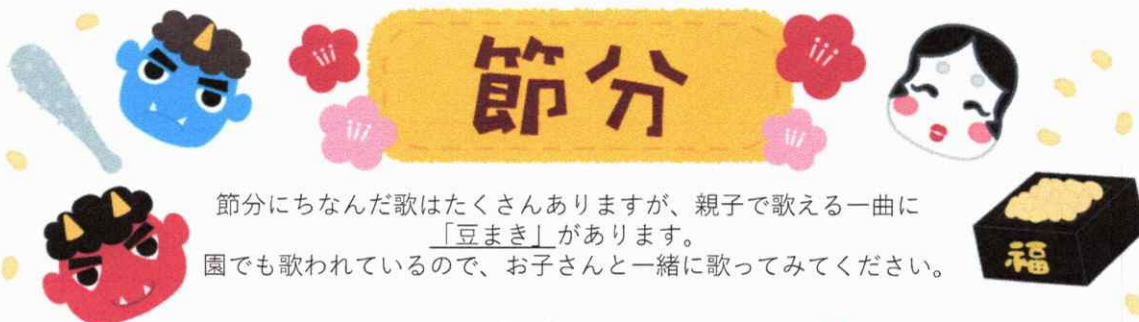 節分
節分にちなんだ歌はたくさんありますが、親子で歌える一曲に
「豆まき」があります。
園でも歌われているので、お子さんと一緒に歌ってみてください。
福